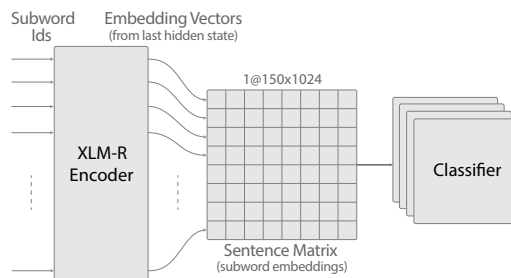 Subword
Ids
Embedding Vectors
(from last hidden state)
1@150x1024
XLM-R
Encoder
Classifier
Sentence Matrix
(subword embeddings)